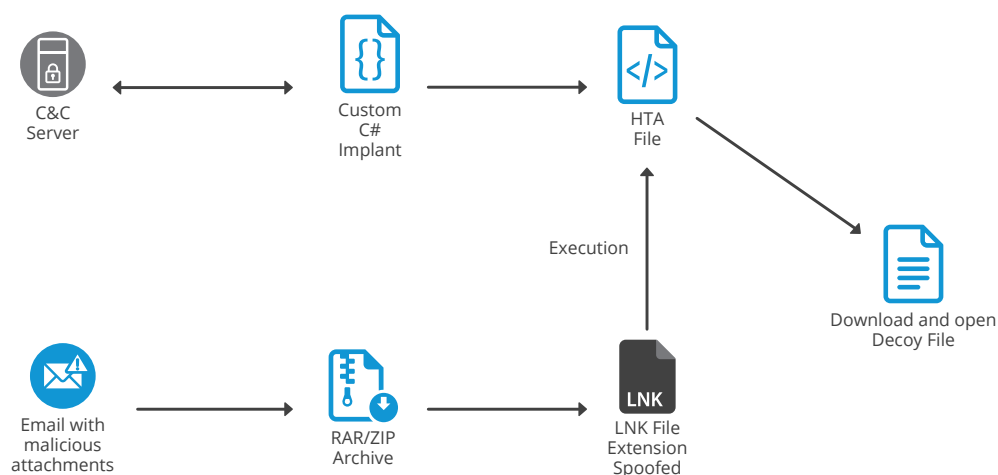 C&C
Server
Custom
C#
Implant
</>
HTA
File
Execution
Download and open
Decoy File
Email with
malicious
attachments
RAR/ZIP
Archive
LNK
LNK File
Extension
Spoofed